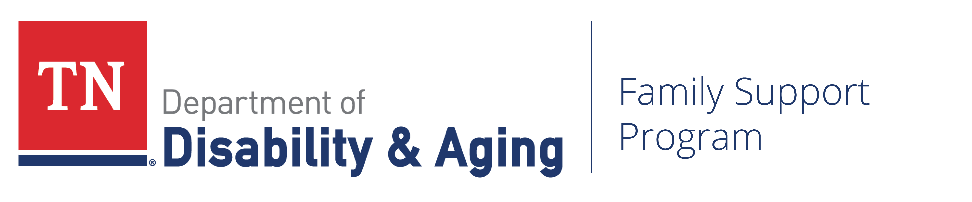 TN
Department of
Disability & Aging
®
Family Support
Program